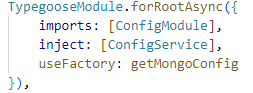 TypegooseModule.forRootAsync({
    imports: [ConfigModule],
    inject: [ConfigService],
    useFactory: getMongoConfig
}),